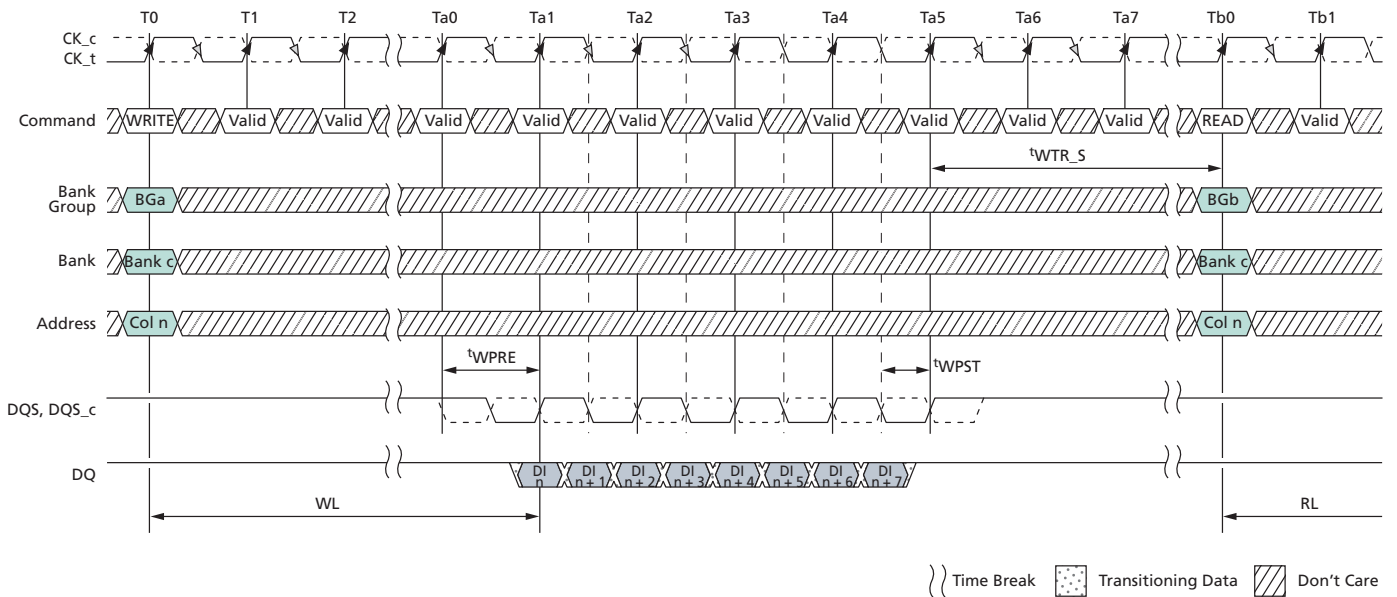 T0 T1 T2 Ta0 Ta1 Ta2 Ta3 Ta4 Ta5 Ta6 Ta7 Tb0 Tb1
CK_c
CK_t
Command WRITE Valid Valid Valid Valid Valid Valid Valid Valid Valid Valid READ Valid
tWTR_S
Bank
Group BGa BGb
Bank Bank c Bank c
Address Col n Col n
tWPRE tWPST
DQS, DQS_c
DQ DI DI DI DI DI DI DI DI
n n + 1 n + 2 n + 3 n + 4 n + 5 n + 6 n + 7
WL RL
Time Break Transitioning Data Don't Care